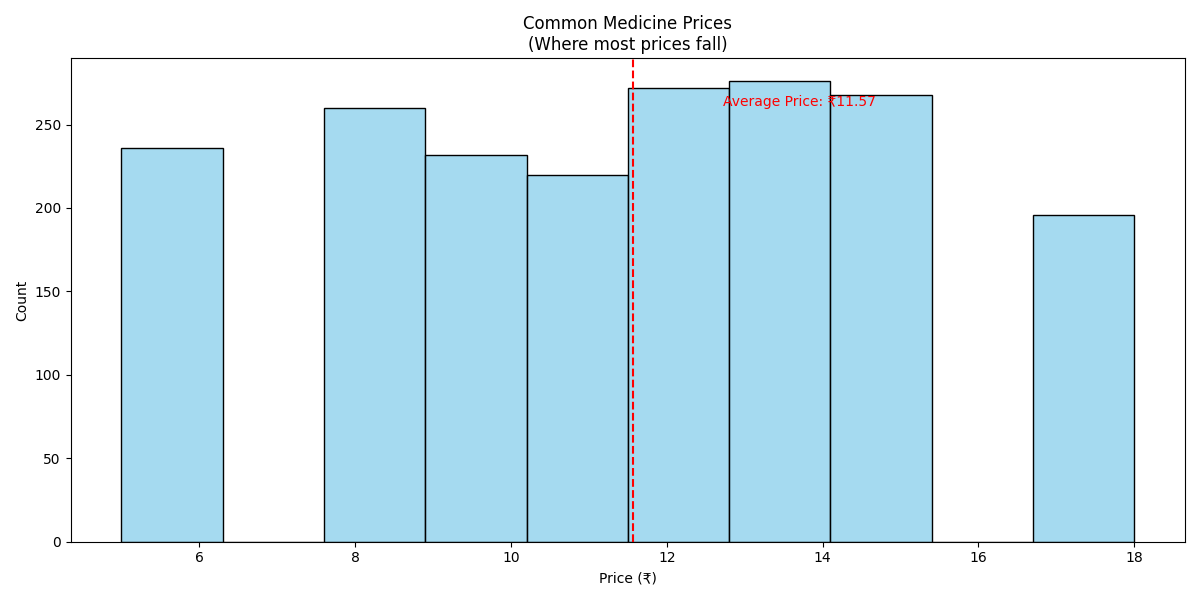 Common Medicine Prices
(Where most prices fall)
Average Price: ₹11.57
Count
250
200
150
100
50
0
6
8
10
12
14
16
18
Price (₹)